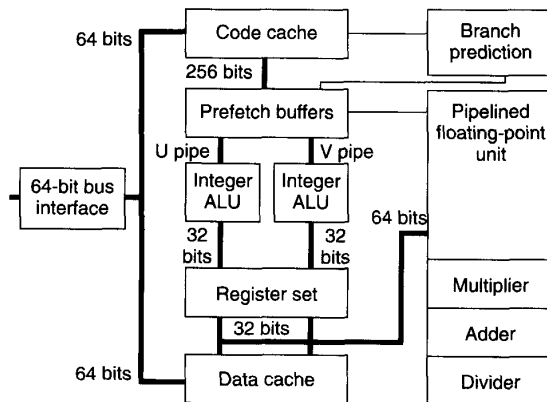 64 bits
Code cache
Branch
prediction
256 bits
Prefetch buffers
Pipelined
floating-point
unit
U pipe
V pipe
64-bit bus
interface
Integer
ALU
Integer
ALU
64 bits
32
bits
32
bits
Register set
Multiplier
32 bits
Adder
64 bits
Data cache
Divider